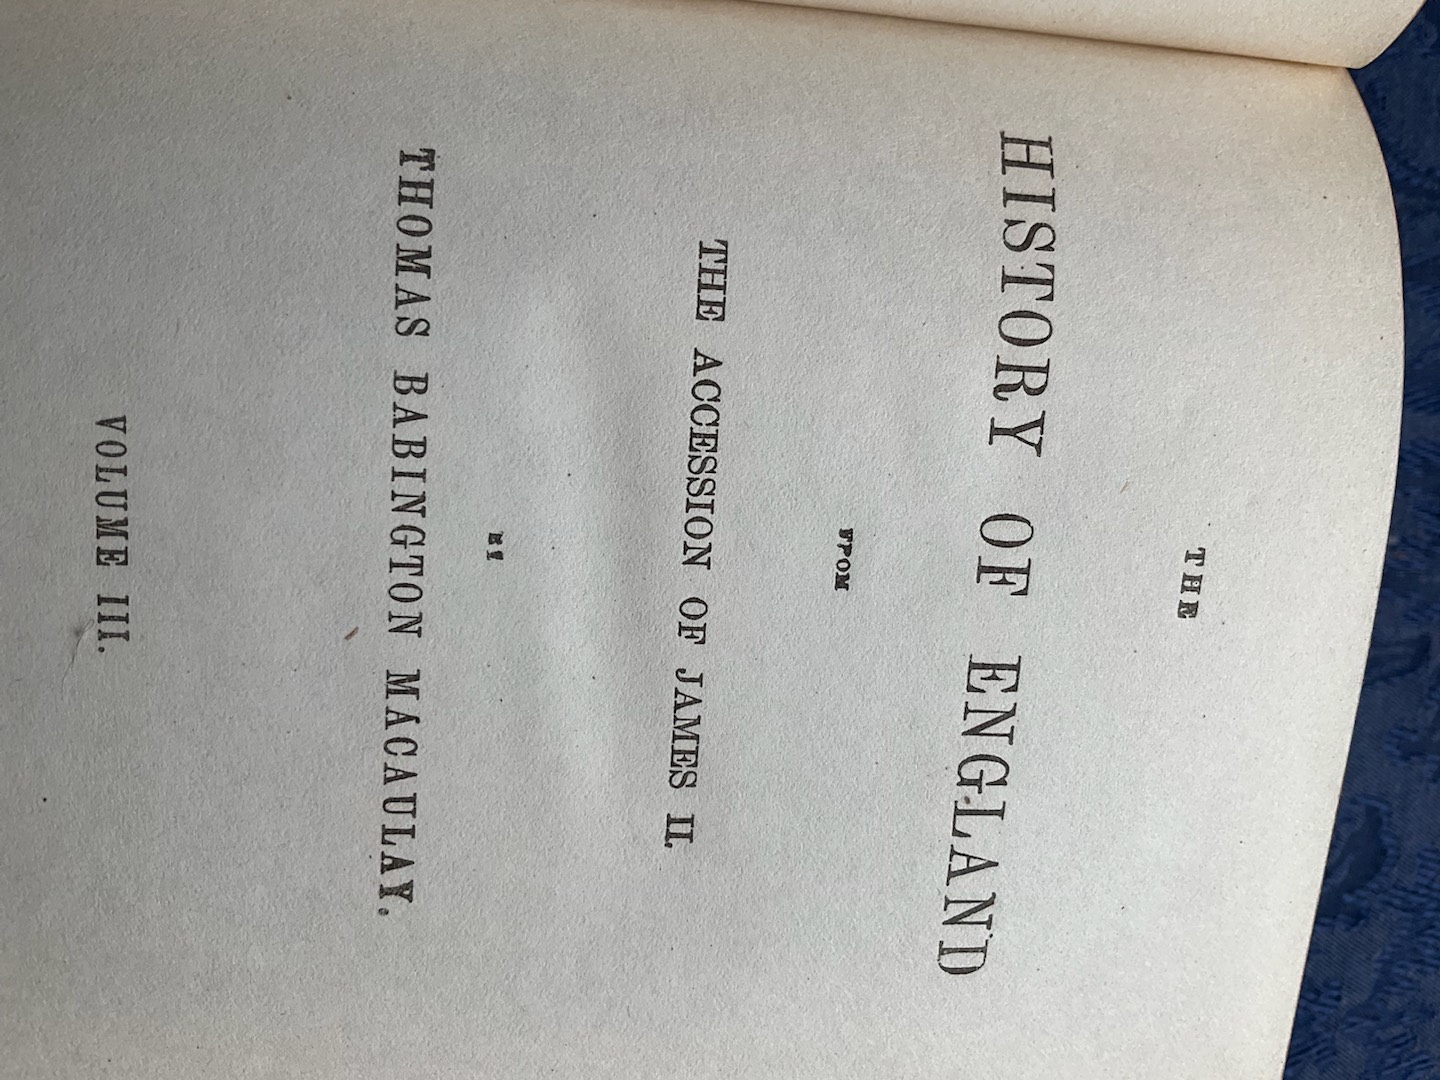 THE
HISTORY OF ENGLAND
FROM
THE ACCESSION OF JAMES II.
BY
THOMAS BABINGTON MACAULAY.
VOLUME III.